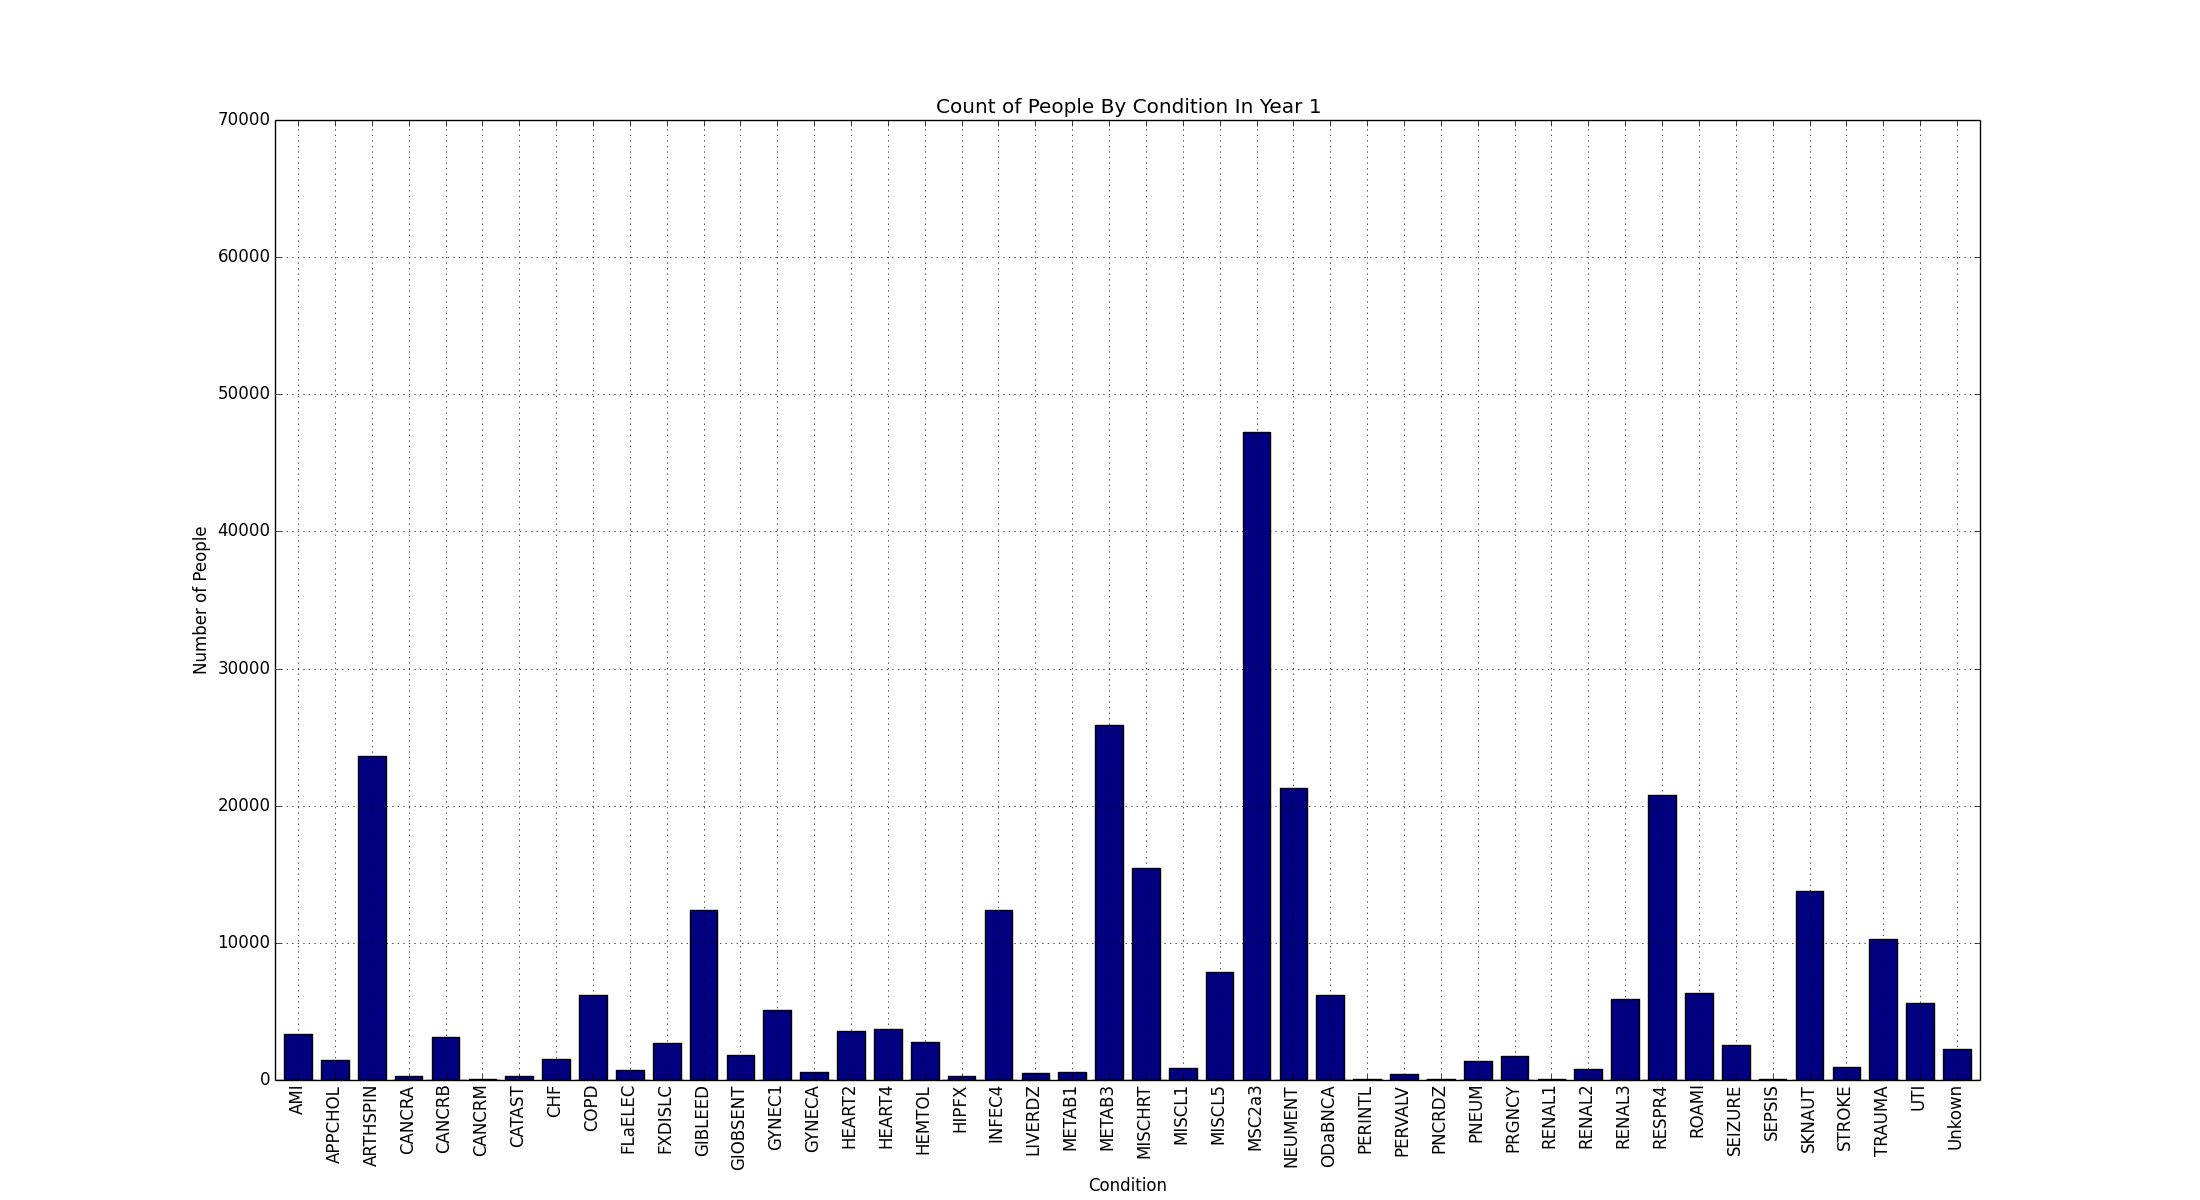 Count of People By Condition In Year 1
70000
60000
50000
40000
30000
20000
10000
0
Number of People
AMI
APPCHOL
ARTHSPIN
CANCRA
CANCRB
CANCRM
CATAST
CHF
COPD
FLaELEC
FXDISLC
GIBLEED
GIOBSENT
GYNEC1
GYNECA
HEART2
HEART4
HEMTOL
HIPFX
INFEC4
LIVERDZ
METAB1
METAB3
MISCHRT
MISCL1
MISCL5
MSC2a3
NEUMENT
ODaBNCA
PERINTL
PERVALV
PNCRDZ
PNEUM
PRGNCY
RENAL1
RENAL2
RENAL3
RESPR4
ROAMI
SEIZURE
SEPSIS
SKNAUT
STROKE
TRAUMA
UTI
Unkown
Condition